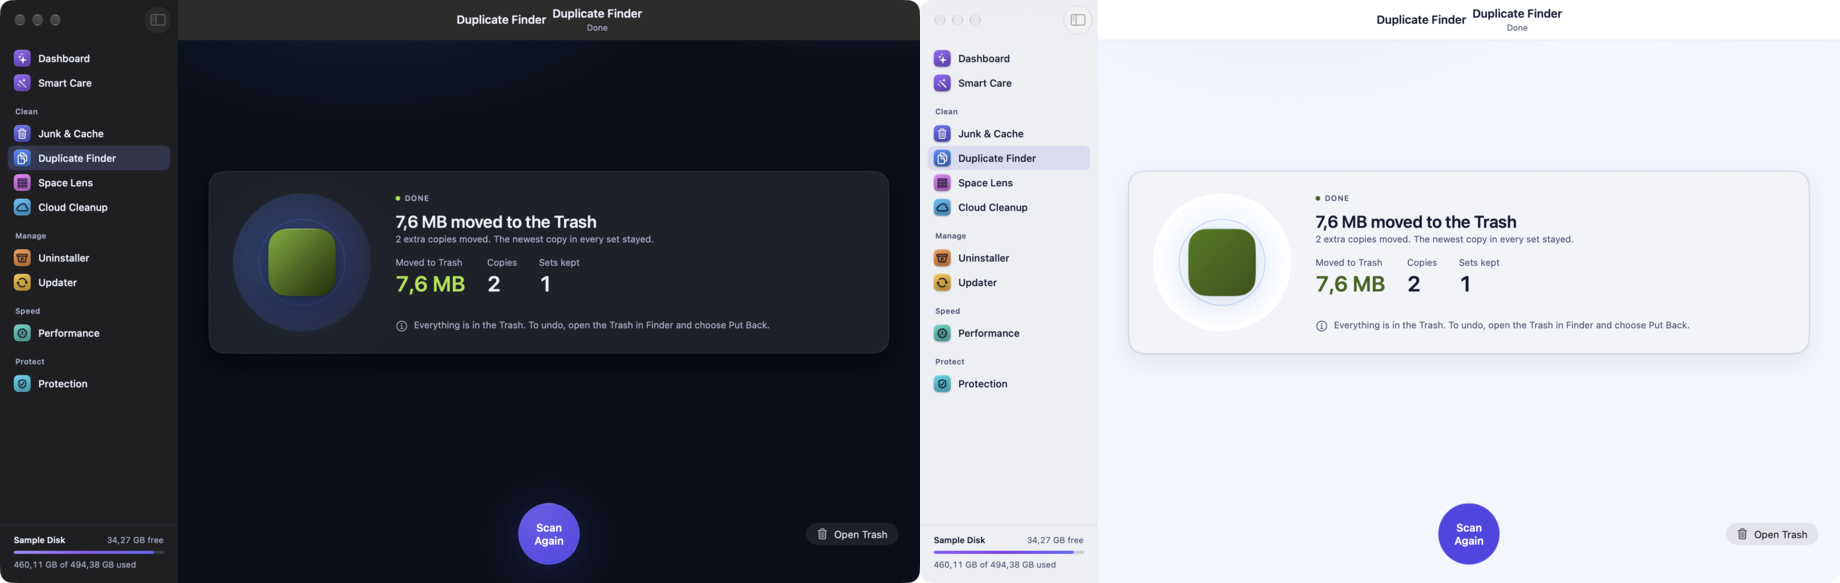 Duplicate Finder
Duplicate Finder
Done
Dashboard
Smart Care
Clean
Junk & Cache
Duplicate Finder
Space Lens
Cloud Cleanup
Manage
Uninstaller
Updater
Speed
Performance
Protect
Protection
Sample Disk
34,27 GB free
460,11 GB of 494,38 GB used
DONE
7,6 MB moved to the Trash
2 extra copies moved. The newest copy in every set stayed.
Moved to Trash
Copies
Sets kept
7,6 MB
2
1
Everything is in the Trash. To undo, open the Trash in Finder and choose Put Back.
Scan
Again
Open Trash
Duplicate Finder
Duplicate Finder
Done
Dashboard
Smart Care
Clean
Junk & Cache
Duplicate Finder
Space Lens
Cloud Cleanup
Manage
Uninstaller
Updater
Speed
Performance
Protect
Protection
Sample Disk
34,27 GB free
460,11 GB of 494,38 GB used
DONE
7,6 MB moved to the Trash
2 extra copies moved. The newest copy in every set stayed.
Moved to Trash
Copies
Sets kept
7,6 MB
2
1
Everything is in the Trash. To undo, open the Trash in Finder and choose Put Back.
Scan
Again
Open Trash